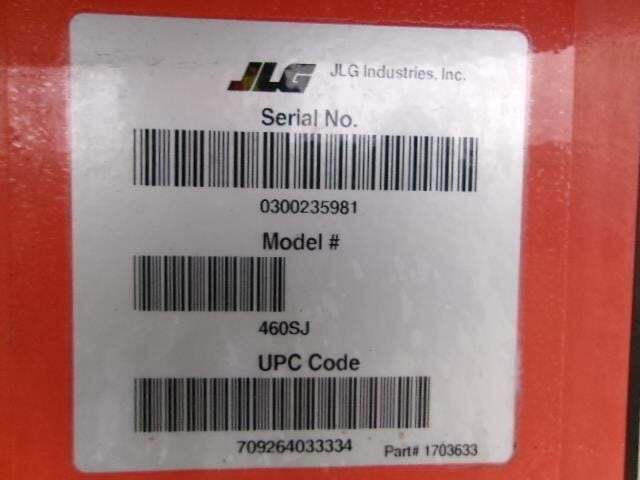 JLG JLG Industries, Inc.
Serial No.
0300235981
Model #
460SJ
UPC Code
709264033334
Part# 1703633